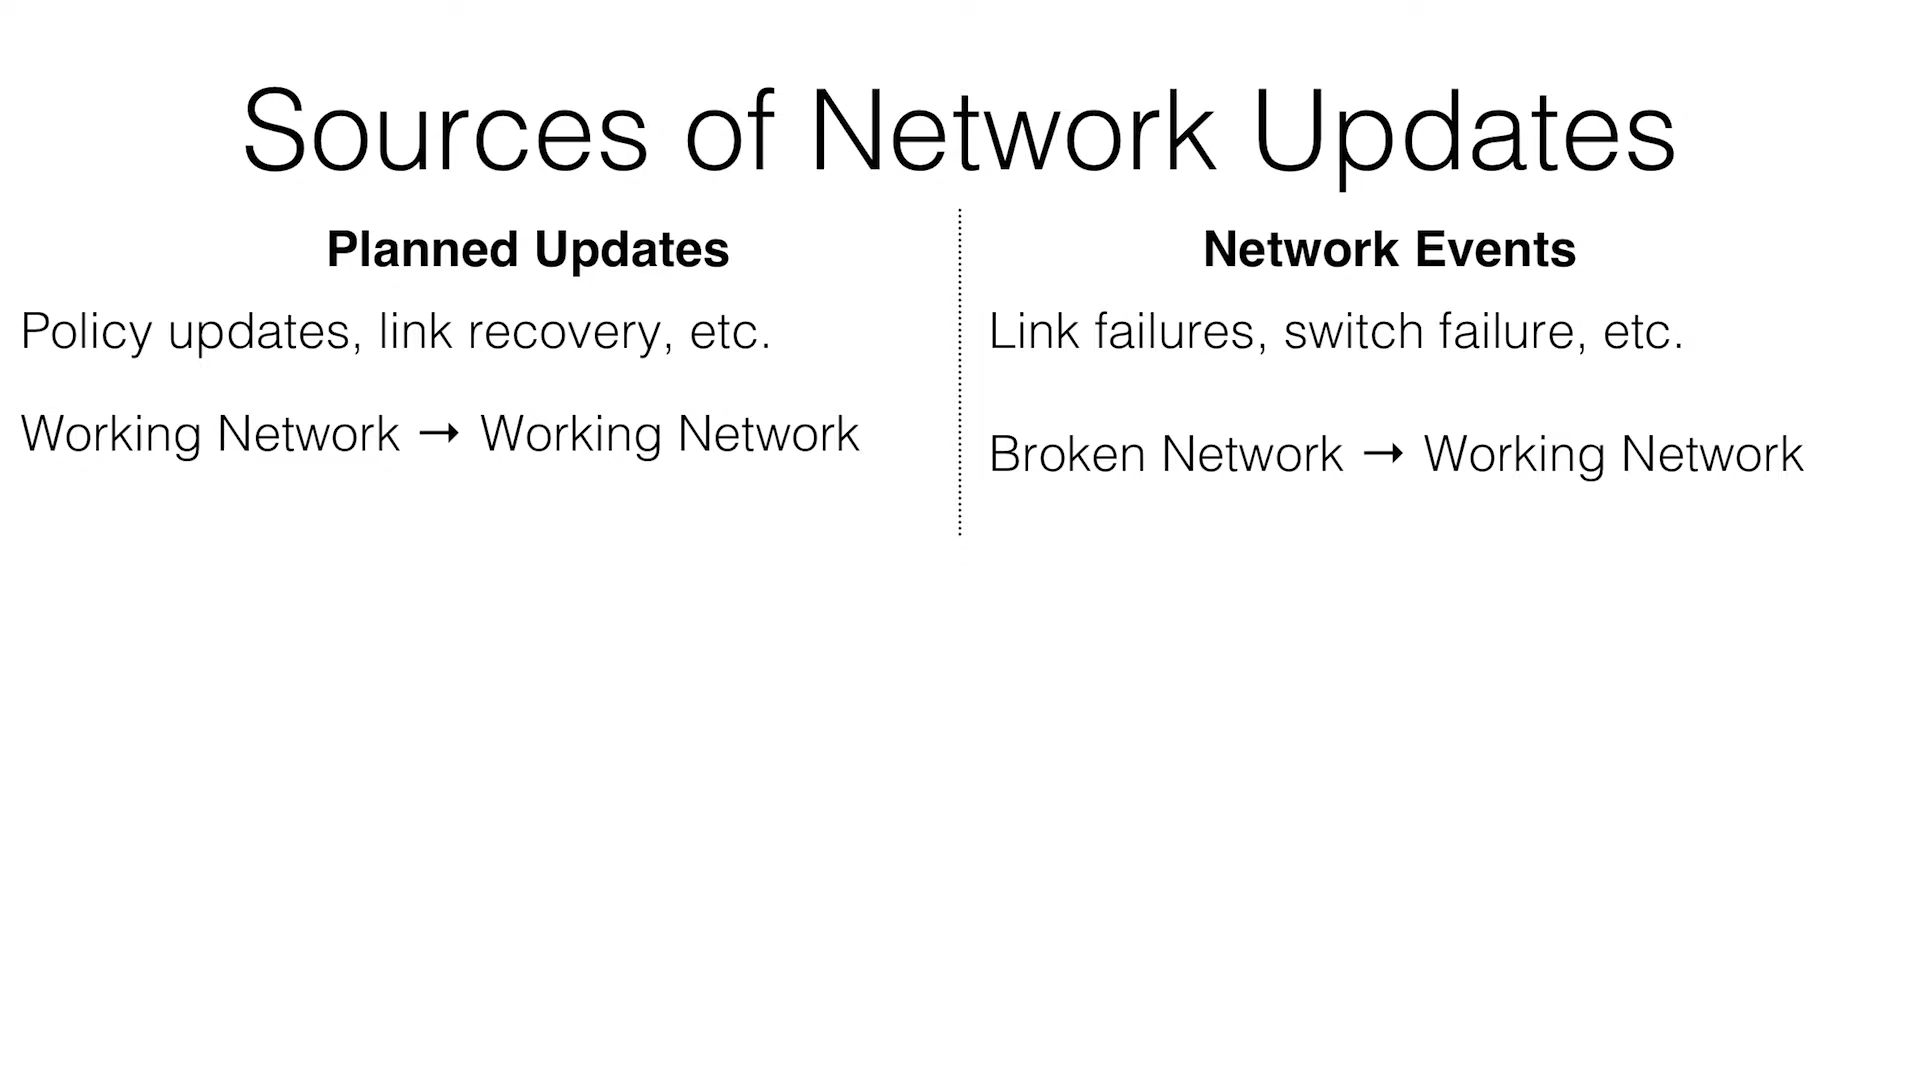 Sources of Network Updates
Planned Updates
Policy updates, link recovery, etc.
Working Network → Working Network
Network Events
Link failures, switch failure, etc.
Broken Network → Working Network